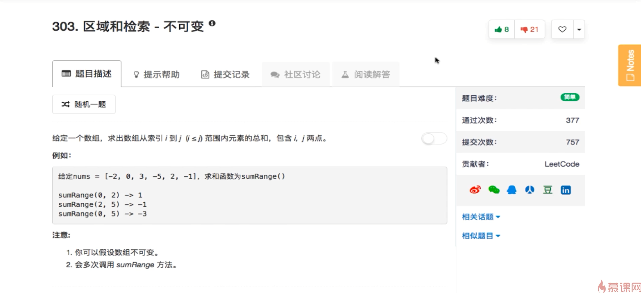 303. 区域和检索 - 不可变
8
21
Notes
题目描述
提示帮助
提交记录
社区讨论
阅读解答
随机一题
题目难度：
简单
通过次数：
377
提交次数：
757
贡献者：
LeetCode
相关话题
相似题目
给定一个数组，求出数组从索引 i 到 j (i ≤ j) 范围内元素的总和，包含 i, j 两点。
例如：
给定nums = [-2, 0, 3, -5, 2, -1]，求和函数为sumRange()
sumRange(0, 2) -> 1
sumRange(2, 5) -> -1
sumRange(0, 5) -> -3
注意:
1. 你可以假设数组不可变。
2. 会多次调用 sumRange 方法。
豆
in
慕课网